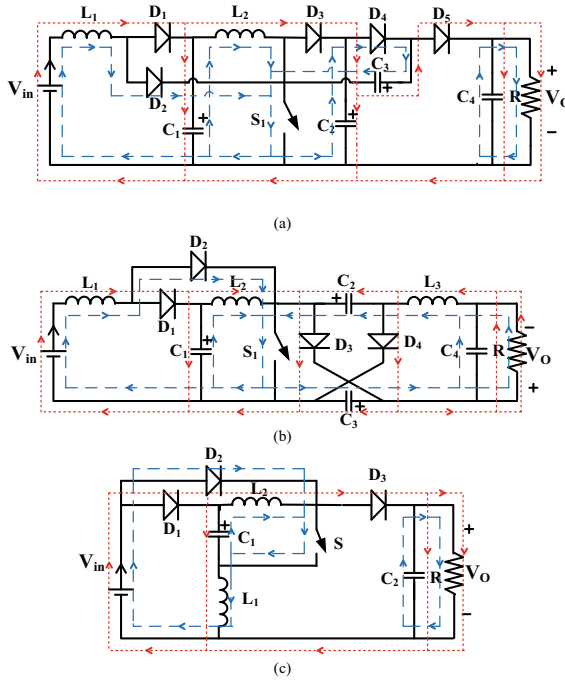 L1 D1 L2 D3 D4 D5
Vin D2 C3 +
C1 + S1 C2 + C4 R + VO −
(a)
D2
L1 L2 C2 L3
+
Vin D1 C1 + S1 D3 D4 C4 R − VO +
C3 +
(b)
D2
L2 D3
D1 + C1 S +
Vin C2 R VO
L1 −
(c)